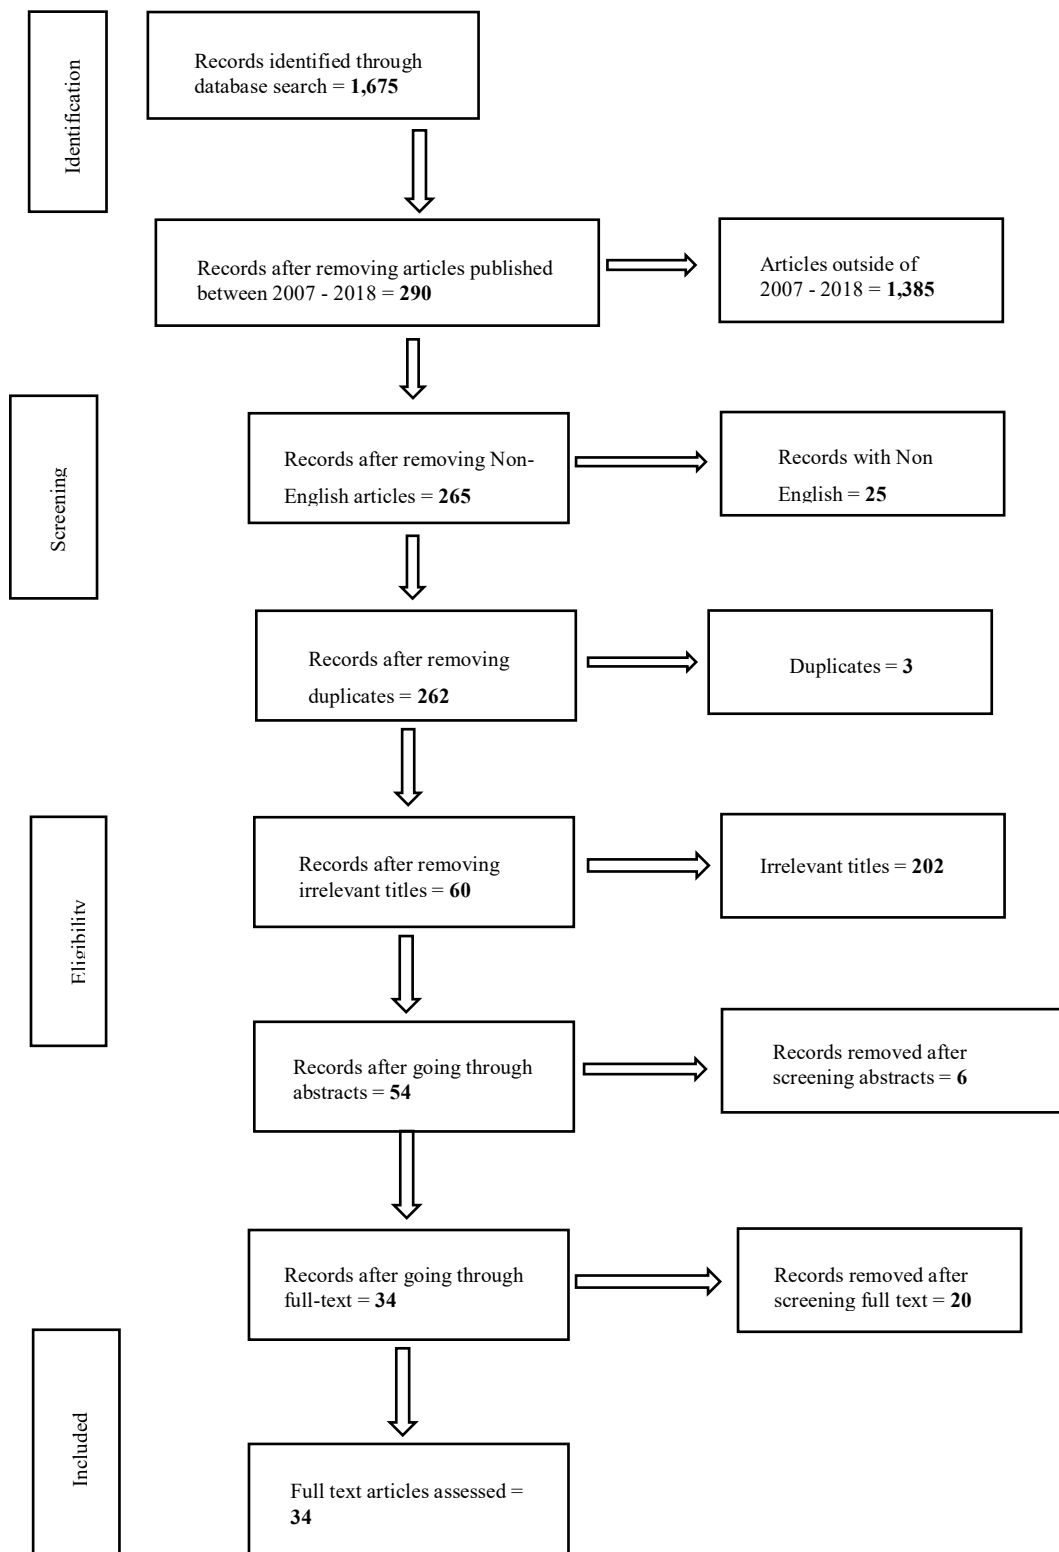 Identification
Records identified through
database search = 1,675
Records after removing articles published
between 2007 - 2018 = 290
Articles outside of
2007 - 2018 = 1,385
Screening
Records after removing Non-
English articles = 265
Records with Non
English = 25
Records after removing
duplicates = 262
Duplicates = 3
Eligibility
Records after removing
irrelevant titles = 60
Irrelevant titles = 202
Records after going through
abstracts = 54
Records removed after
screening abstracts = 6
Records after going through
full-text = 34
Records removed after
screening full text = 20
Included
Full text articles assessed =
34